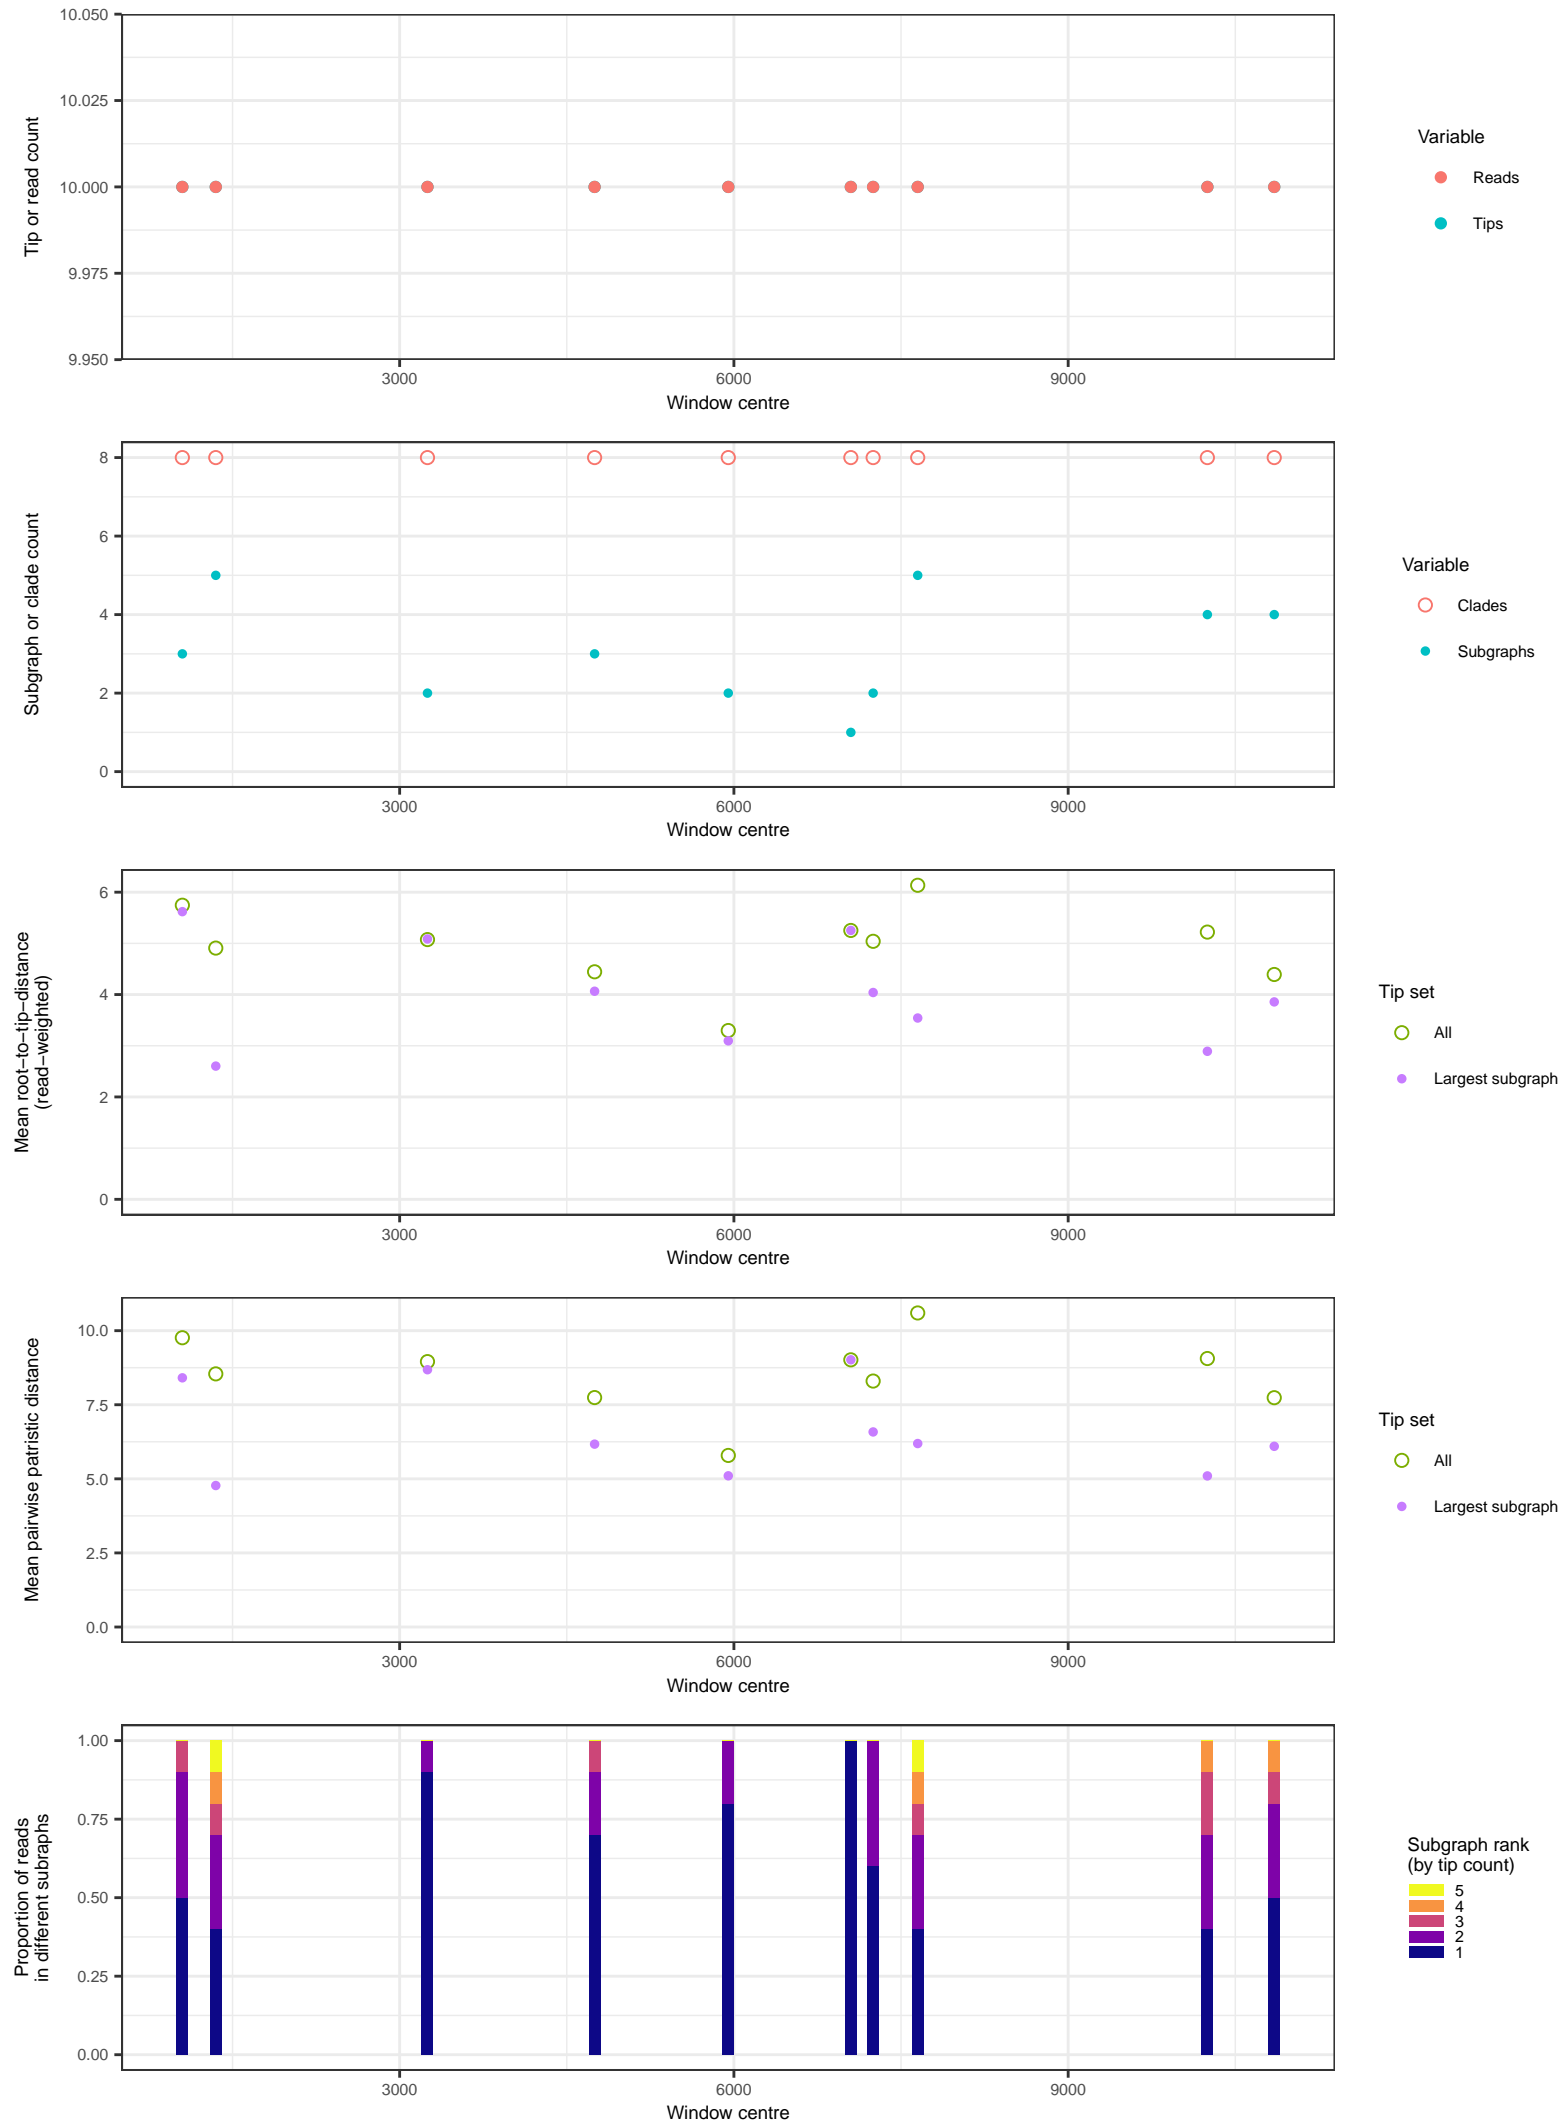 10.050
10.025
10.000
9.975
9.950
Tip or read count
3000
6000
9000
Window centre
Variable
Reads
Tips
8
6
4
2
0
Subgraph or clade count
3000
6000
9000
Window centre
Variable
Clades
Subgraphs
6
4
2
0
Mean root−to−tip−distance
(read−weighted)
3000
6000
9000
Window centre
Tip set
All
Largest subgraph
10.0
7.5
5.0
2.5
0.0
Mean pairwise patristic distance
3000
6000
9000
Window centre
Tip set
All
Largest subgraph
1.00
0.75
0.50
0.25
0.00
Proportion of reads
in different subraphs
3000
6000
9000
Window centre
Subgraph rank
(by tip count)
5
4
3
2
1